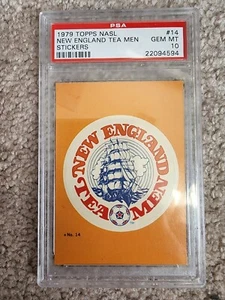 PSA
1979 TOPPS NASL #14
NEW ENGLAND TEA MEN GEM MT
STICKERS 10
22094594
NEW ENGLAND
TEA MEN
No. 14